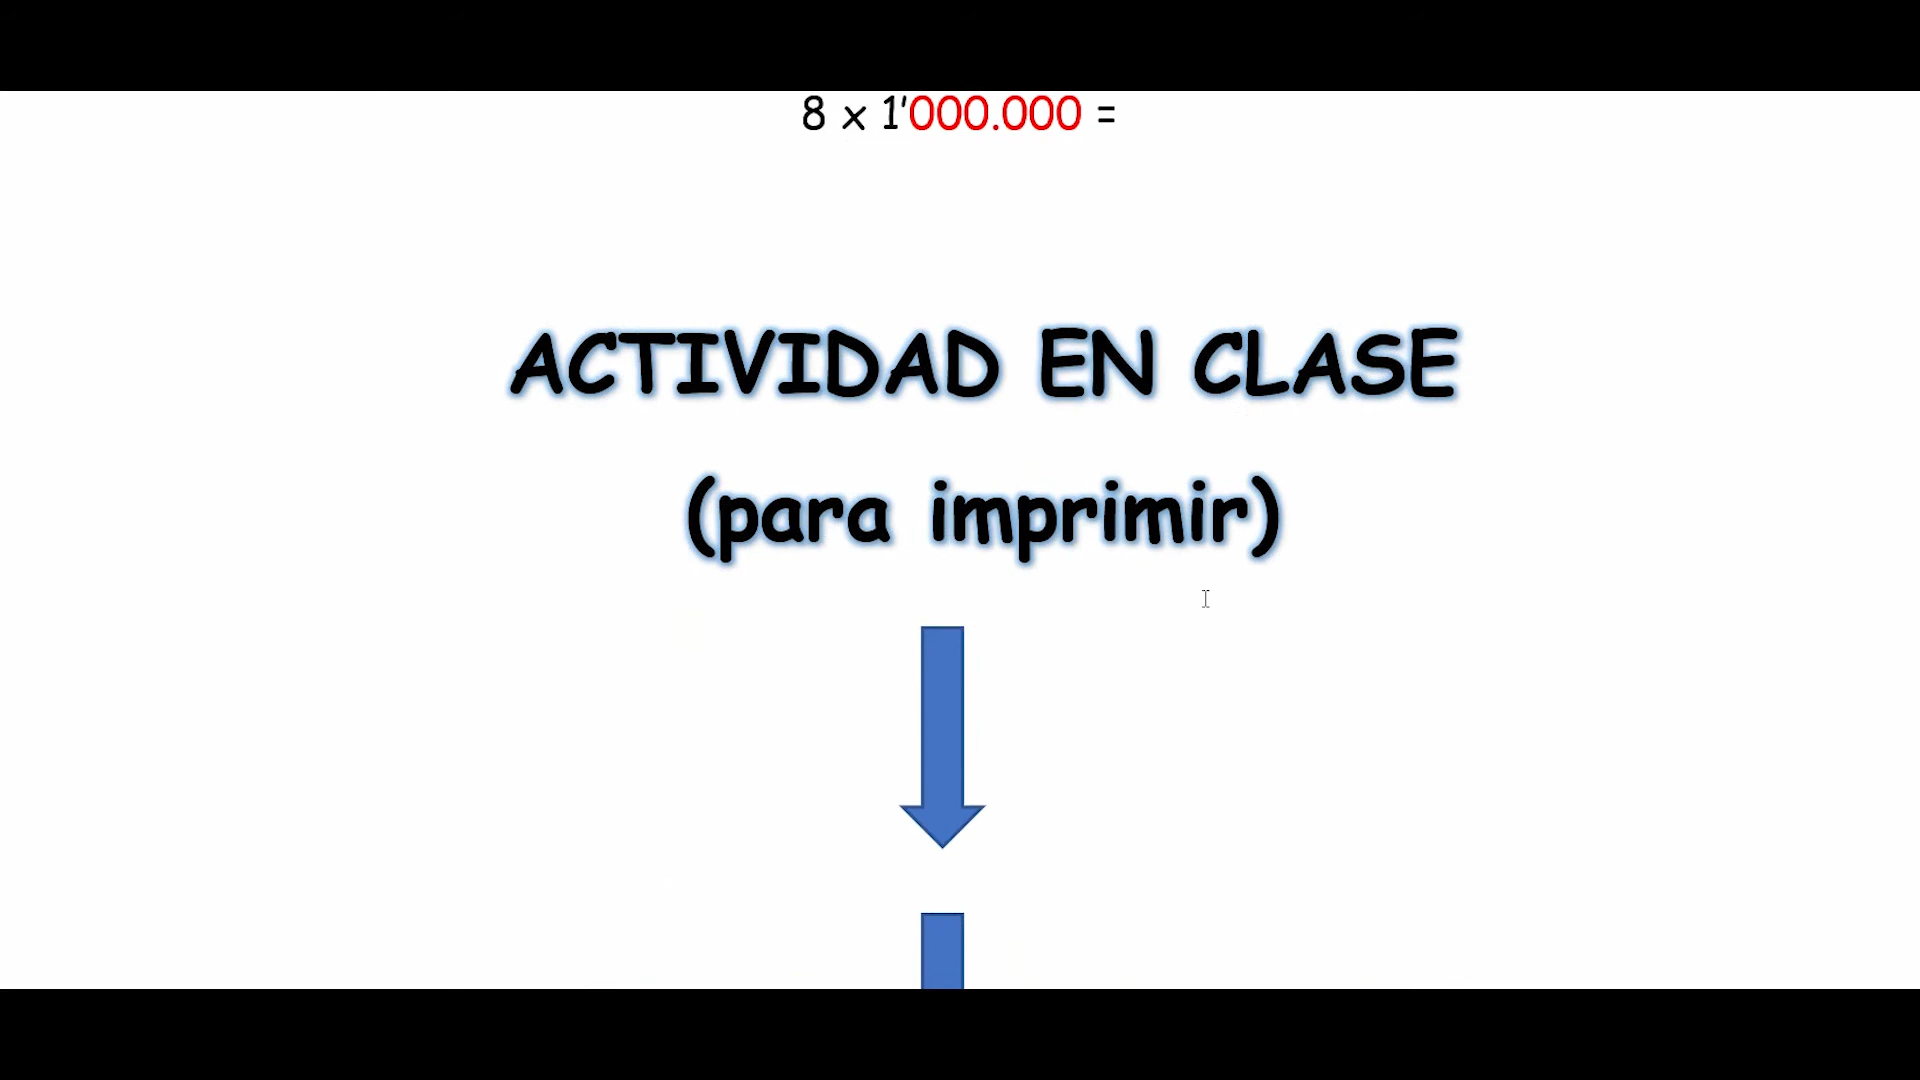 8 x 1'000.000 =
ACTIVIDAD EN CLASE
(para imprimir)